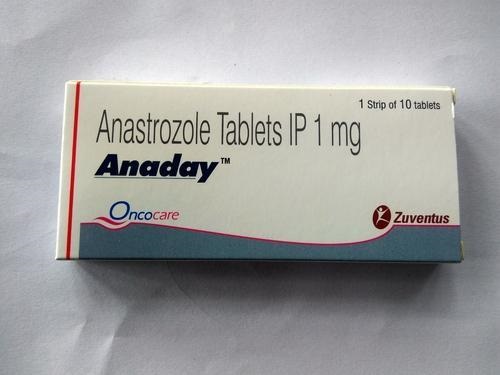 1 Strip of 10 tablets
Anastrozole Tablets IP 1 mg
Anaday™
Oncocare
Zuventus